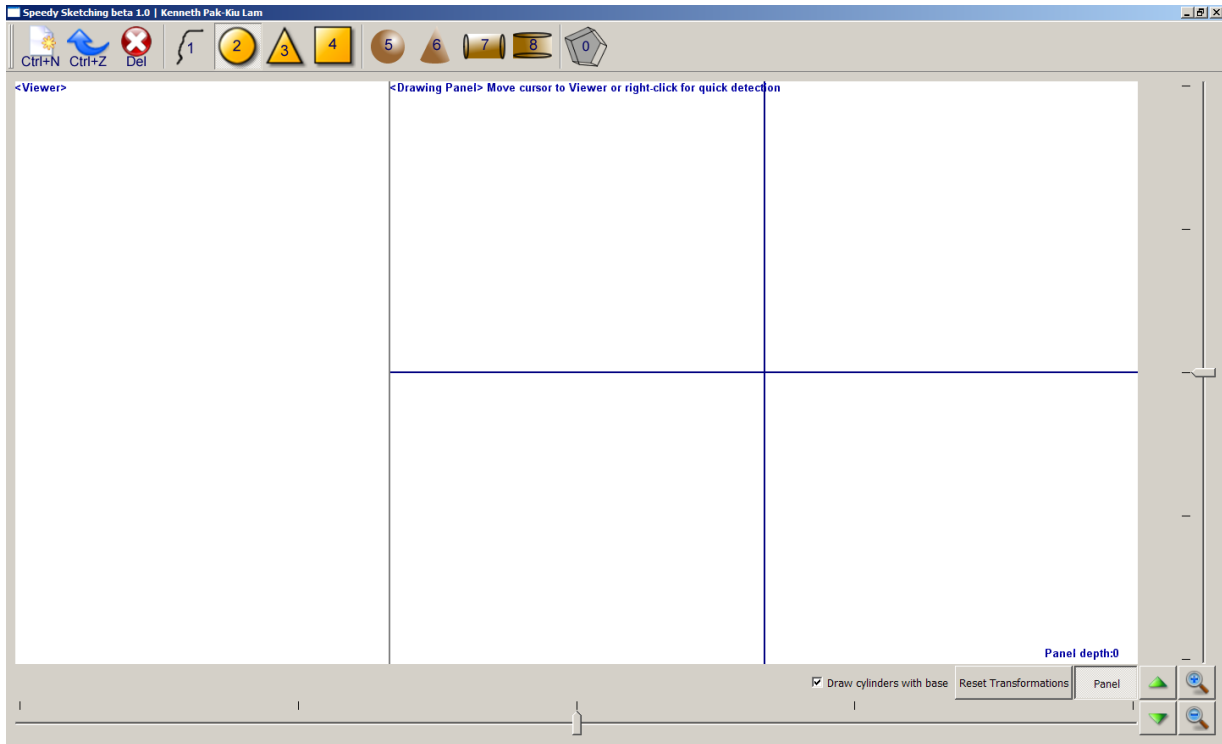 Speedy Sketching beta 1.0 | Kenneth Pak-Kiu Lam
1 2 3 4 5 6 7 8 0
Ctrl+N Ctrl+Z Del
<Viewer>
<Drawing Panel> Move cursor to Viewer or right-click for quick detection
Panel depth:0
Draw cylinders with base Reset Transformations Panel